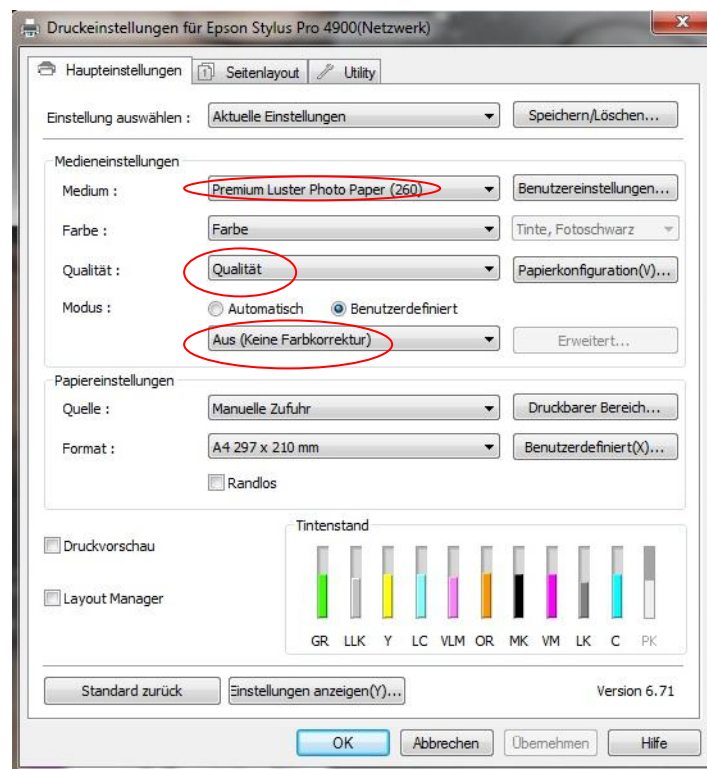 Druckeinstellungen für Epson Stylus Pro 4900(Netzwerk)
Haupteinstellungen Seitenlayout Utility
Einstellung auswählen : Aktuelle Einstellungen Speichern/Löschen...
Medieneinstellungen
Medium : Premium Luster Photo Paper (260) Benutzereinstellungen...
Farbe : Farbe Tinte, Fotoschwarz
Qualität : Qualität Papierkonfiguration(V)...
Modus : Automatisch Benutzerdefiniert
Aus (Keine Farbkorrektur) Erweitert...
Papiereinstellungen
Quelle : Manuelle Zufuhr Druckbarer Bereich...
Format : A4 297 x 210 mm Benutzerdefiniert(X)...
Randlos
Tintenstand
Druckvorschau
Layout Manager
GR LLK Y LC VLM OR MK VM LK C PK
Standard zurück Einstellungen anzeigen(Y)... Version 6.71
OK Abbrechen Übernehmen Hilfe